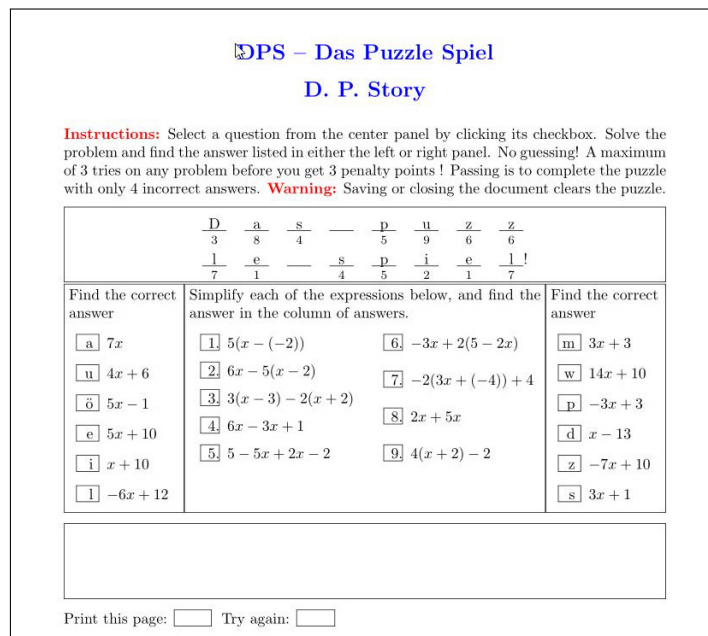 DPS – Das Puzzle Spiel
D. P. Story
Instructions: Select a question from the center panel by clicking its checkbox. Solve the
problem and find the answer listed in either the left or right panel. No guessing! A maximum
of 3 tries on any problem before you get 3 penalty points ! Passing is to complete the puzzle
with only 4 incorrect answers. Warning: Saving or closing the document clears the puzzle.
D a s p u z z
3 8 4 5 9 6 6
l e s p i e l !
7 1 4 5 2 1 7
Find the correct
answer
a 7x
u 4x + 6
ö 5x − 1
e 5x + 10
i x + 10
l −6x + 12
Simplify each of the expressions below, and find the
answer in the column of answers.
1. 5(x − (−2))
2. 6x − 5(x − 2)
3. 3(x − 3) − 2(x + 2)
4. 6x − 3x + 1
5. 5 − 5x + 2x − 2
6. −3x + 2(5 − 2x)
7. −2(3x + (−4)) + 4
8. 2x + 5x
9. 4(x + 2) − 2
Find the correct
answer
m 3x + 3
w 14x + 10
p −3x + 3
d x − 13
z −7x + 10
s 3x + 1
Print this page: Try again: